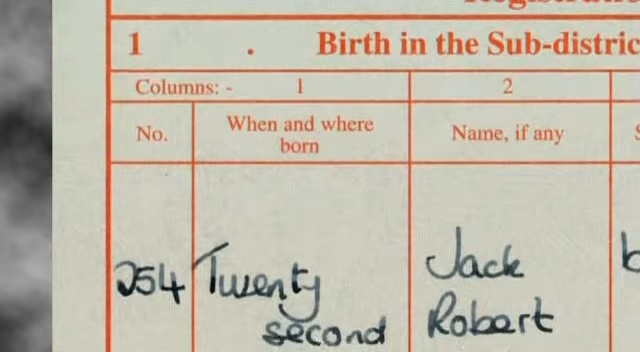 1 . Birth in the Sub-distric
Columns: - 1 2
No. When and where born Name, if any
254 Twenty second Jack Robert